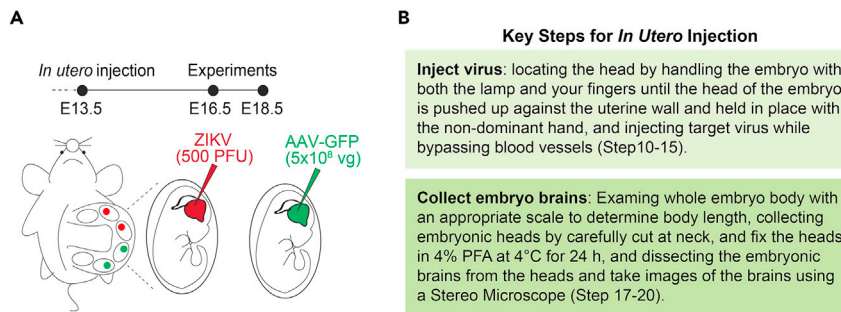 A
In utero injection
Experiments
E13.5
E16.5
E18.5
ZIKV
(500 PFU)
AAV-GFP
(5x10⁸ vg)
B
Key Steps for In Utero Injection
Inject virus: locating the head by handling the embryo with
both the lamp and your fingers until the head of the embryo
is pushed up against the uterine wall and held in place with
the non-dominant hand, and injecting target virus while
bypassing blood vessels (Step10-15).
Collect embryo brains: Examing whole embryo body with
an appropriate scale to determine body length, collecting
embryonic heads by carefully cut at neck, and fix the heads
in 4% PFA at 4°C for 24 h, and dissecting the embryonic
brains from the heads and take images of the brains using
a Stereo Microscope (Step 17-20).